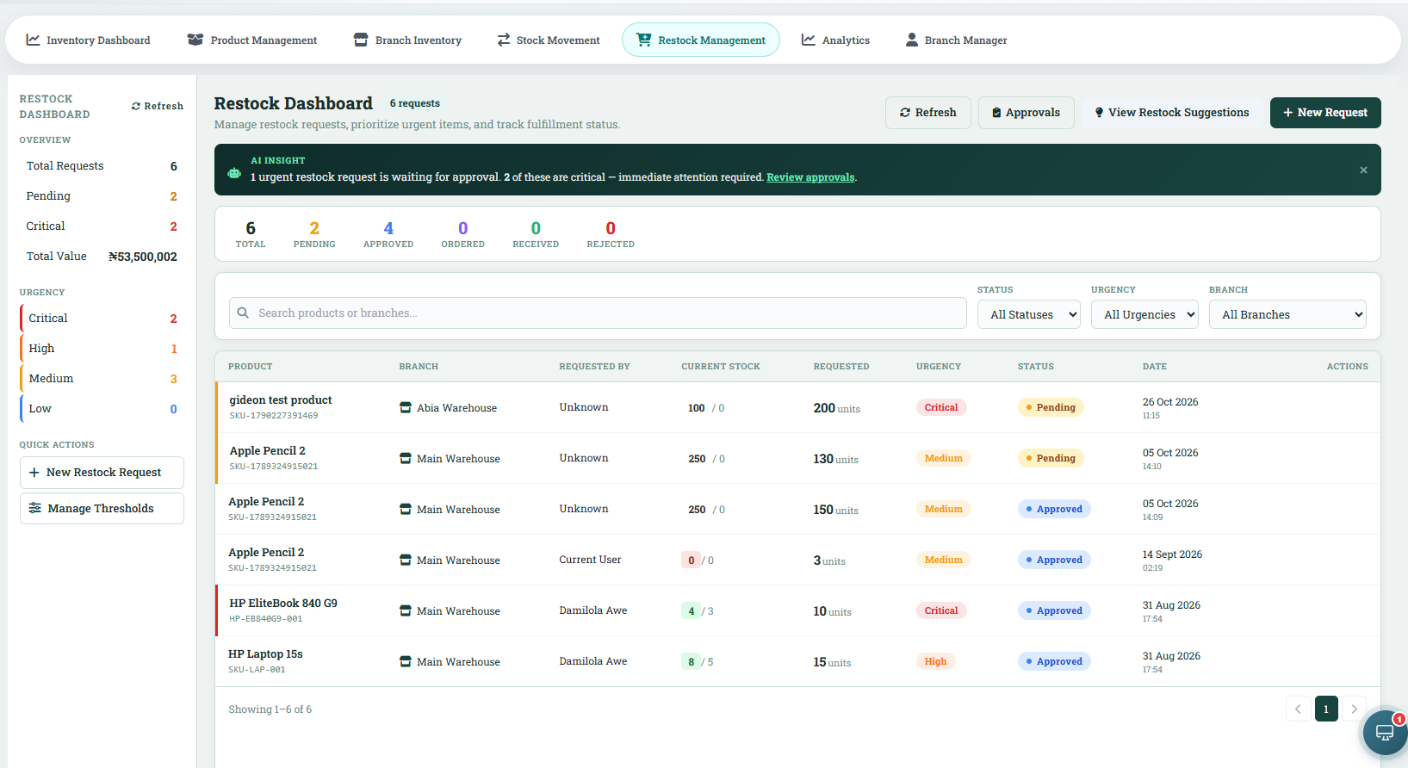 Inventory Dashboard Product Management Branch Inventory Stock Movement Restock Management Analytics Branch Manager
RESTOCK
DASHBOARD
Refresh
OVERVIEW
Total Requests 6
Pending 2
Critical 2
Total Value ₦53,500,002
URGENCY
Critical 2
High 1
Medium 3
Low 0
QUICK ACTIONS
New Restock Request
Manage Thresholds
Restock Dashboard 6 requests
Manage restock requests, prioritize urgent items, and track fulfillment status.
Refresh Approvals View Restock Suggestions + New Request
AI INSIGHT
1 urgent restock request is waiting for approval. 2 of these are critical — immediate attention required. Review approvals.
6 2 4 0 0 0
TOTAL PENDING APPROVED ORDERED RECEIVED REJECTED
STATUS URGENCY BRANCH
Search products or branches... All Statuses All Urgencies All Branches
PRODUCT BRANCH REQUESTED BY CURRENT STOCK REQUESTED URGENCY STATUS DATE ACTIONS
gideon test product Abia Warehouse Unknown 100 / 0 200 units Critical Pending 26 Oct 2026
SKU-1790227391469 11:15
Apple Pencil 2 Main Warehouse Unknown 250 / 0 130 units Medium Pending 05 Oct 2026
SKU-1789324915021 14:10
Apple Pencil 2 Main Warehouse Unknown 250 / 0 150 units Medium Approved 05 Oct 2026
SKU-1789324915021 14:09
Apple Pencil 2 Main Warehouse Current User 0 / 0 3 units Medium Approved 14 Sept 2026
SKU-1789324915021 02:19
HP EliteBook 840 G9 Main Warehouse Damilola Awe 4 / 3 10 units Critical Approved 31 Aug 2026
HP-EB840G9-001 17:54
HP Laptop 15s Main Warehouse Damilola Awe 8 / 5 15 units High Approved 31 Aug 2026
SKU-LAP-001 17:54
Showing 1–6 of 6 1
1